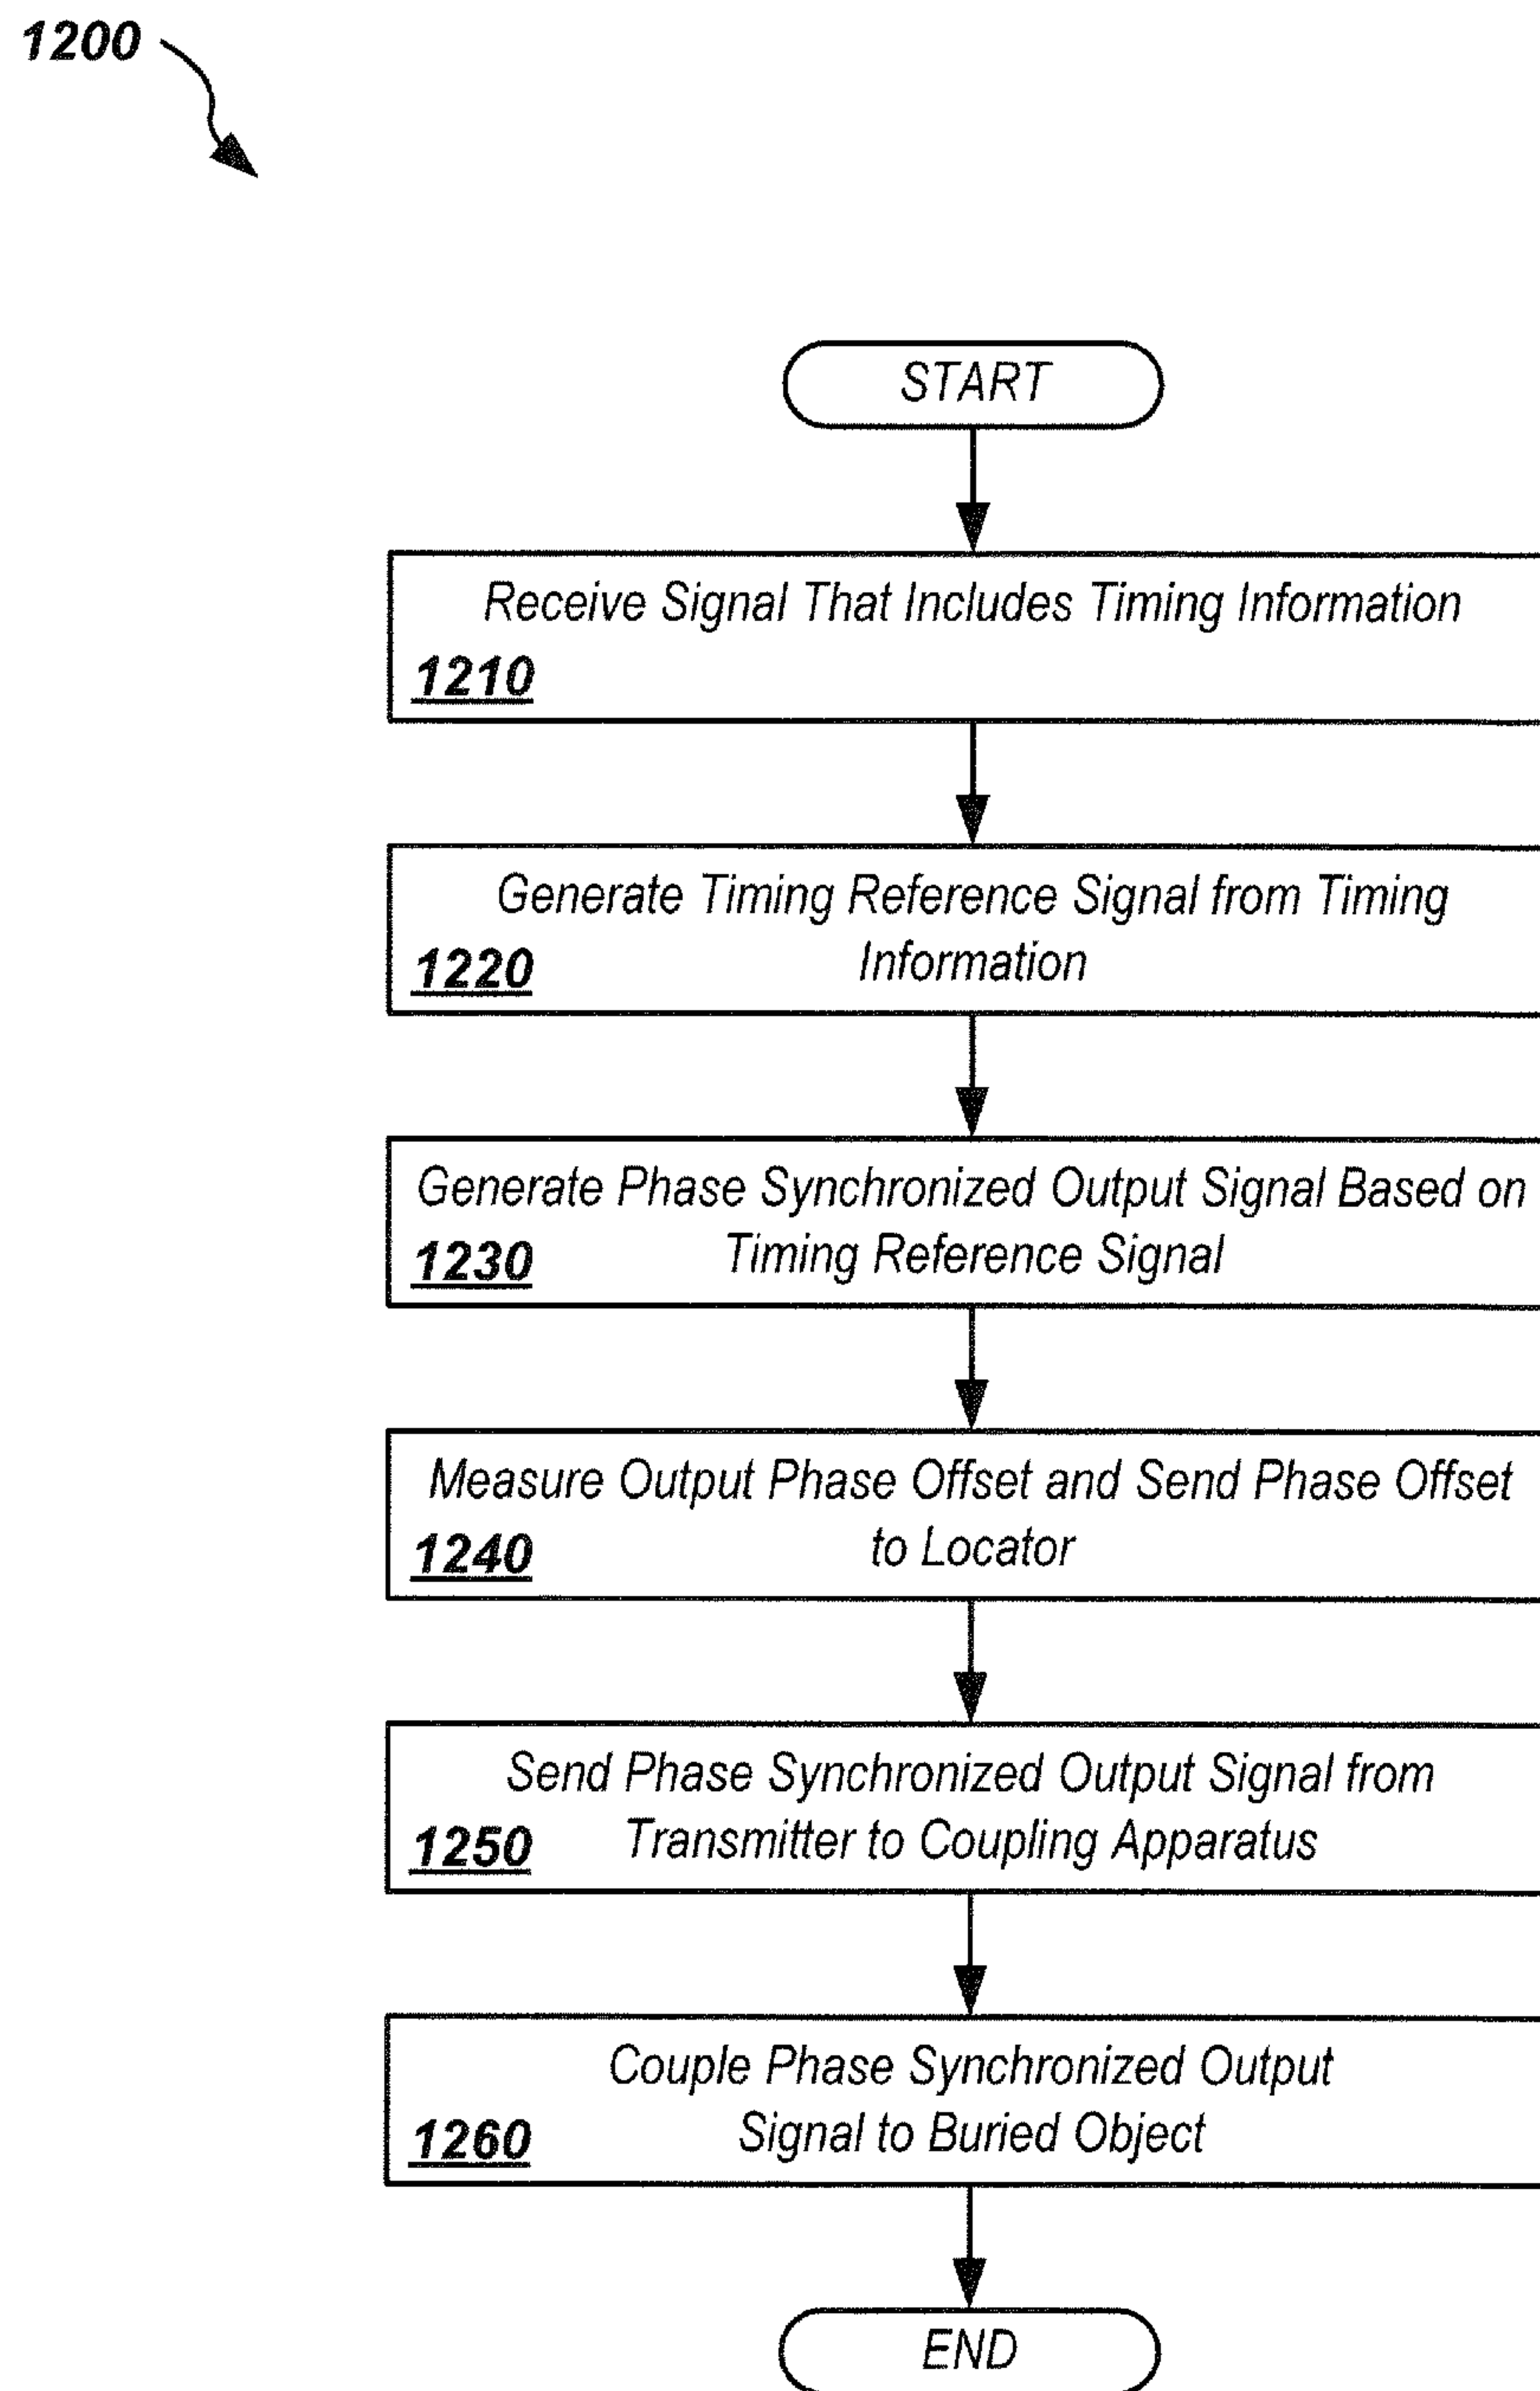 1200
START
Receive Signal That Includes Timing Information
1210
Generate Timing Reference Signal from Timing
Information
1220
Generate Phase Synchronized Output Signal Based on
Timing Reference Signal
1230
Measure Output Phase Offset and Send Phase Offset
to Locator
1240
Send Phase Synchronized Output Signal from
Transmitter to Coupling Apparatus
1250
Couple Phase Synchronized Output
Signal to Buried Object
1260
END